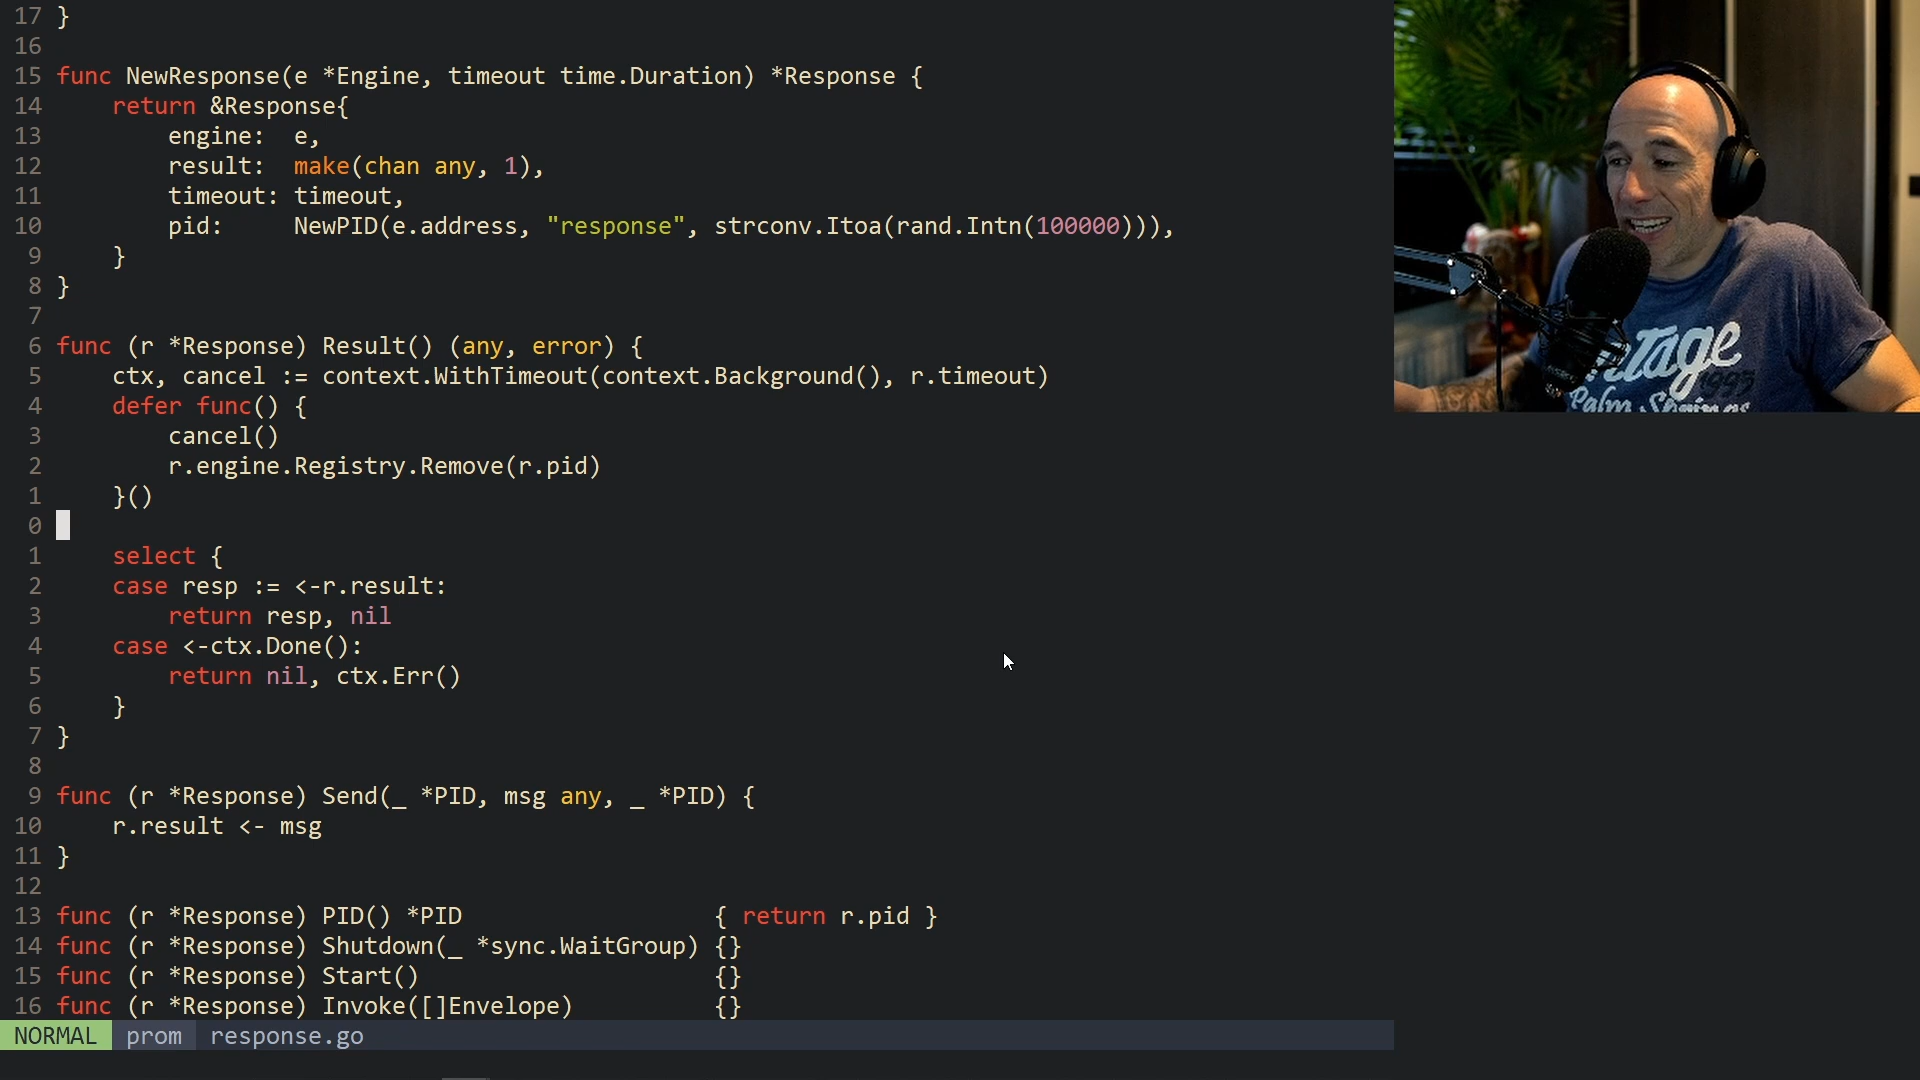 17 }
16
15 func NewResponse(e *Engine, timeout time.Duration) *Response {
14     return &Response{
13         engine:  e,
12         result:  make(chan any, 1),
11         timeout: timeout,
10         pid:     NewPID(e.address, "response", strconv.Itoa(rand.Intn(100000))),
9     }
8 }
7
6 func (r *Response) Result() (any, error) {
5     ctx, cancel := context.WithTimeout(context.Background(), r.timeout)
4     defer func() {
3         cancel()
2         r.engine.Registry.Remove(r.pid)
1     }()
0
1     select {
2     case resp := <-r.result:
3         return resp, nil
4     case <-ctx.Done():
5         return nil, ctx.Err()
6     }
7 }
8
9 func (r *Response) Send(_ *PID, msg any, _ *PID) {
10     r.result <- msg
11 }
12
13 func (r *Response) PID() *PID                  { return r.pid }
14 func (r *Response) Shutdown(_ *sync.WaitGroup) {}
15 func (r *Response) Start()                     {}
16 func (r *Response) Invoke([]Envelope)          {}
NORMAL prom response.go
1995
Palm Springs